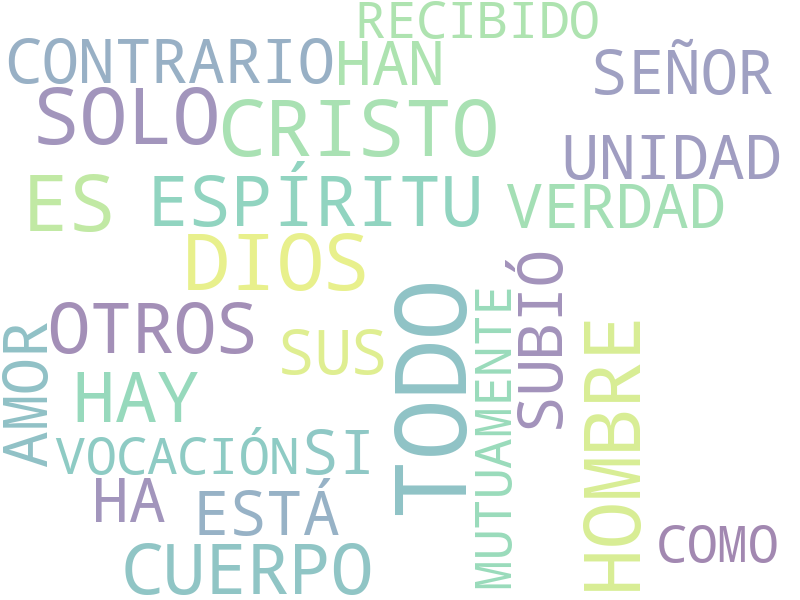 RECIBIDO
CONTRARIO
HAN
SEÑOR
SOLO
CRISTO
UNIDAD
ES
ESPÍRITU
VERDAD
DIOS
OTROS
SUS
TODO
MUTUAMENTE
SUBIÓ
HOMBRE
AMOR
HAY
VOCACIÓN
SI
HA
ESTÁ
COMO
CUERPO